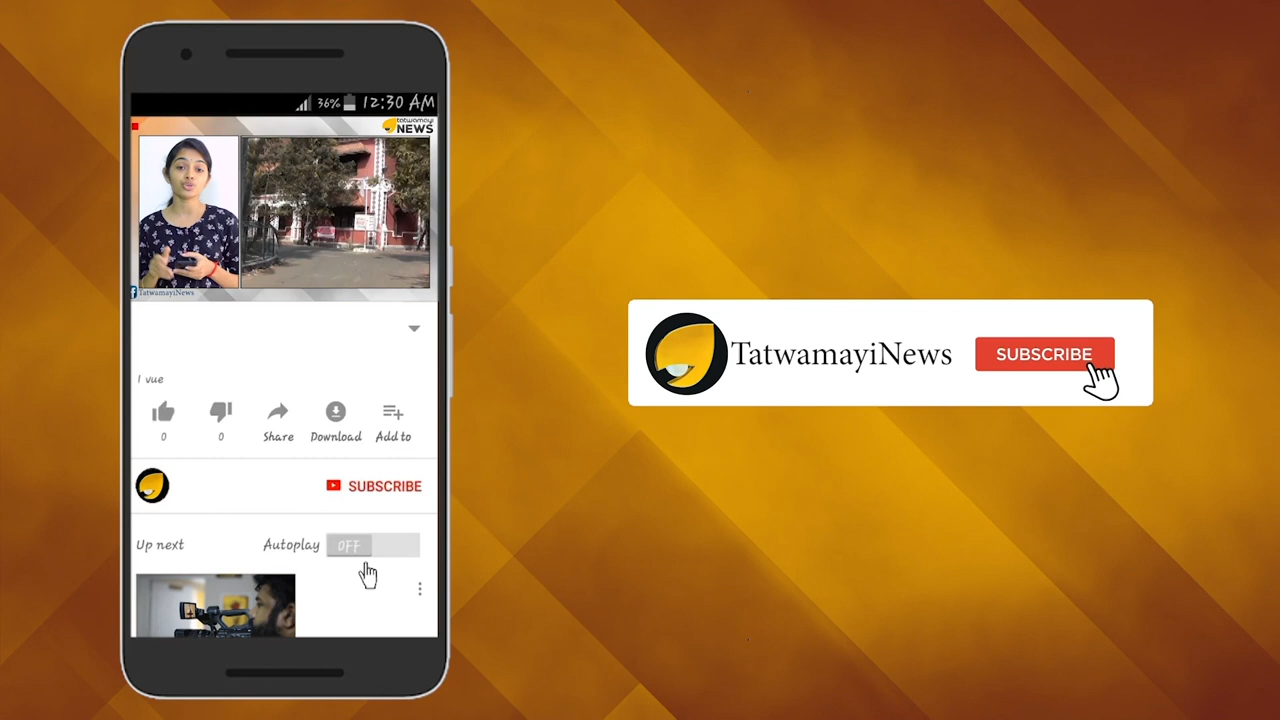 36% 12:30 AM
tatwamayi
NEWS
TatwamayiNews
1 vue
0
0
Share
Download
Add to
SUBSCRIBE
Up next
Autoplay
OFF
TatwamayiNews
SUBSCRIBE